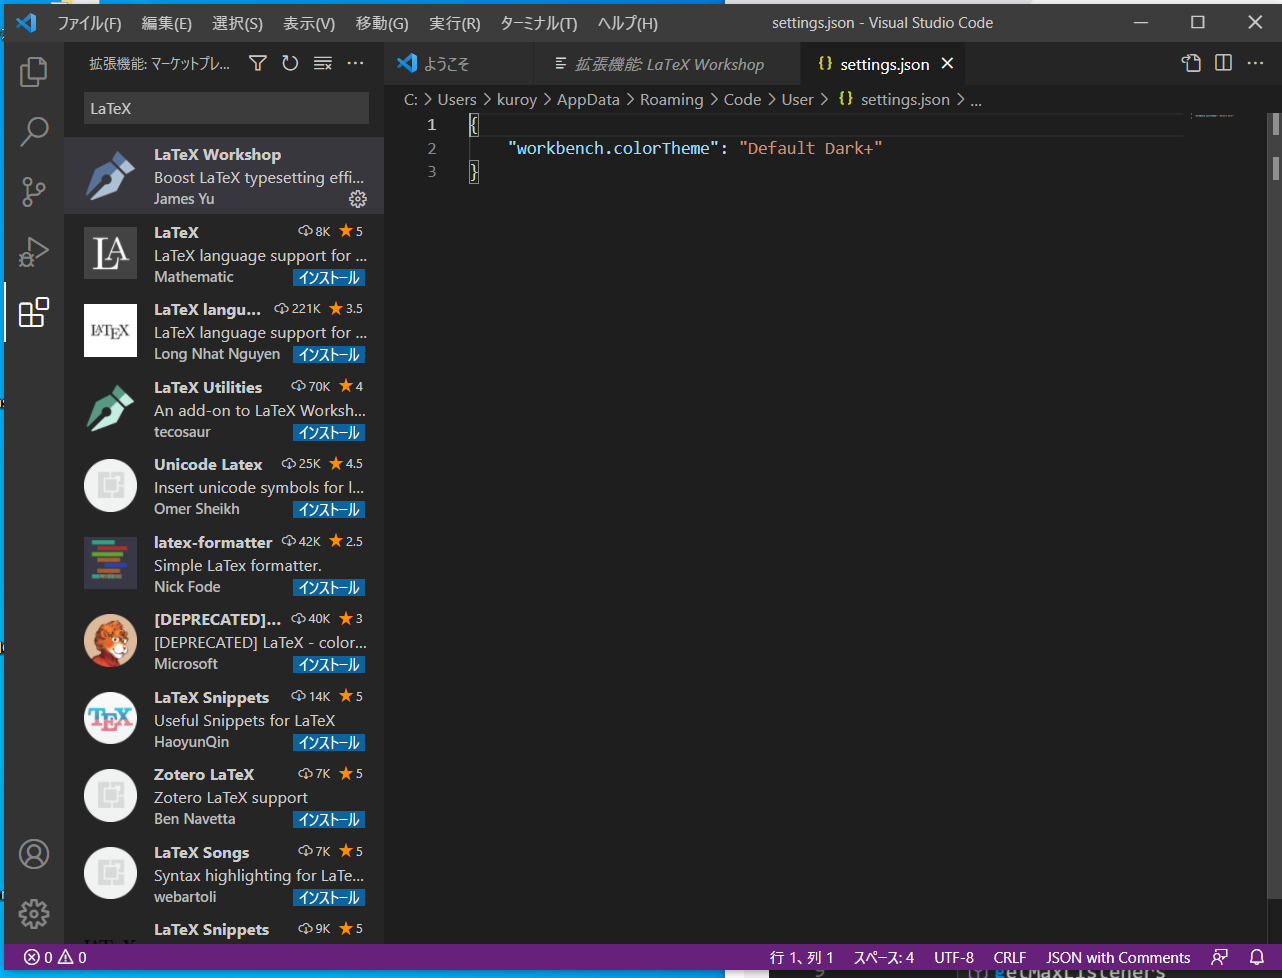 ファイル(F) 編集(E) 選択(S) 表示(V) 移動(G) 実行(R) ターミナル(T) ヘルプ(H) settings.json - Visual Studio Code
拡張機能: マーケットプレ...
LaTeX
LaTeX Workshop
Boost LaTeX typesetting effi...
James Yu
LaTeX 8K 5
LaTeX language support for ...
Mathematic インストール
LaTeX langu... 221K 3.5
LaTeX language support for ...
Long Nhat Nguyen インストール
LaTeX Utilities 70K 4
An add-on to LaTeX Worksh...
tecosaur インストール
Unicode Latex 25K 4.5
Insert unicode symbols for l...
Omer Sheikh インストール
latex-formatter 42K 2.5
Simple LaTex formatter.
Nick Fode インストール
[DEPRECATED]... 40K 3
[DEPRECATED] LaTeX - color...
Microsoft インストール
LaTeX Snippets 14K 5
Useful Snippets for LaTeX
HaoyunQin インストール
Zotero LaTeX 7K 5
Zotero LaTeX support
Ben Navetta インストール
LaTeX Songs 7K 5
Syntax highlighting for LaTe...
webartoli インストール
LaTeX Snippets 9K 5
LA
LATEX
TEX
ようこそ 拡張機能: LaTeX Workshop {} settings.json
C: > Users > kuroy > AppData > Roaming > Code > User > {} settings.json > ...
1 {
2 "workbench.colorTheme": "Default Dark+"
3 }
0 0 行 1、列 1 スペース: 4 UTF-8 CRLF JSON with Comments
9 getMaxListeners